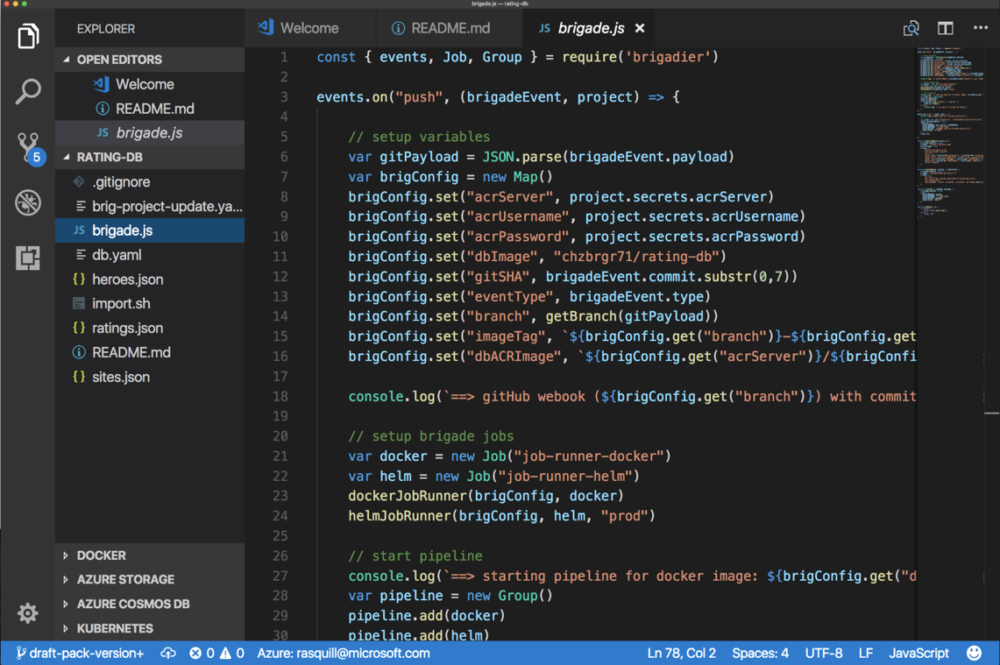 brigade.js — rating-db
EXPLORER
OPEN EDITORS
Welcome
README.md
JS brigade.js
RATING-DB
.gitignore
brig-project-update.ya...
JS brigade.js
db.yaml
{} heroes.json
import.sh
{} ratings.json
README.md
{} sites.json
DOCKER
AZURE STORAGE
AZURE COSMOS DB
KUBERNETES
5
Welcome
README.md
JS brigade.js ×
1 const { events, Job, Group } = require('brigadier')
2
3 events.on("push", (brigadeEvent, project) => {
4
5 // setup variables
6 var gitPayload = JSON.parse(brigadeEvent.payload)
7 var brigConfig = new Map()
8 brigConfig.set("acrServer", project.secrets.acrServer)
9 brigConfig.set("acrUsername", project.secrets.acrUsername)
10 brigConfig.set("acrPassword", project.secrets.acrPassword)
11 brigConfig.set("dbImage", "chzbrgr71/rating-db")
12 brigConfig.set("gitSHA", brigadeEvent.commit.substr(0,7))
13 brigConfig.set("eventType", brigadeEvent.type)
14 brigConfig.set("branch", getBranch(gitPayload))
15 brigConfig.set("imageTag", `${brigConfig.get("branch")}-${brigConfig.get
16 brigConfig.set("dbACRImage", `${brigConfig.get("acrServer")}/${brigConfi
17
18 console.log(`==> gitHub webook (${brigConfig.get("branch")}) with commit
19
20 // setup brigade jobs
21 var docker = new Job("job-runner-docker")
22 var helm = new Job("job-runner-helm")
23 dockerJobRunner(brigConfig, docker)
24 helmJobRunner(brigConfig, helm, "prod")
25
26 // start pipeline
27 console.log(`==> starting pipeline for docker image: ${brigConfig.get("d
28 var pipeline = new Group()
29 pipeline.add(docker)
30 pipeline.add(helm)
draft-pack-version+ 0 0 Azure: rasquill@microsoft.com Ln 78, Col 2 Spaces: 4 UTF-8 LF JavaScript